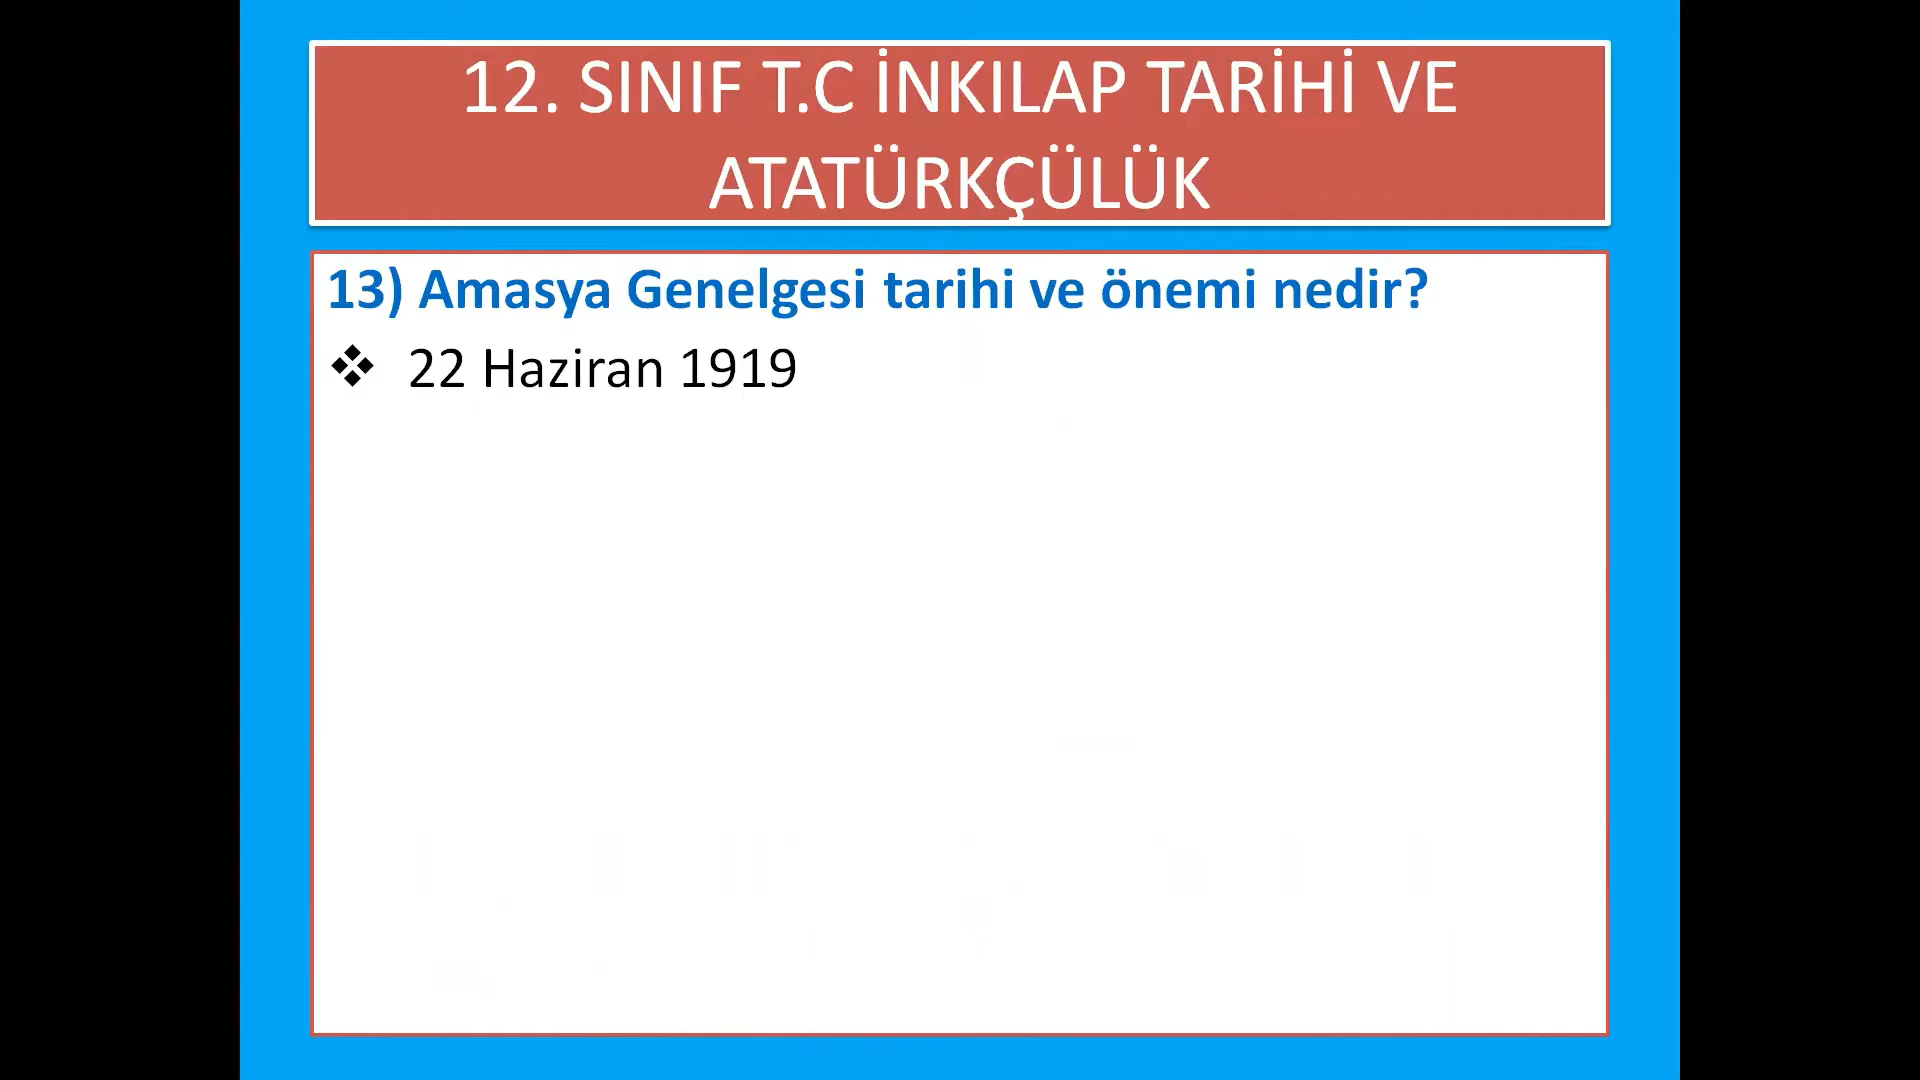 12. SINIF T.C İNKILAP TARİHİ VE
ATATÜRKÇÜLÜK
13) Amasya Genelgesi tarihi ve önemi nedir?
❖ 22 Haziran 1919